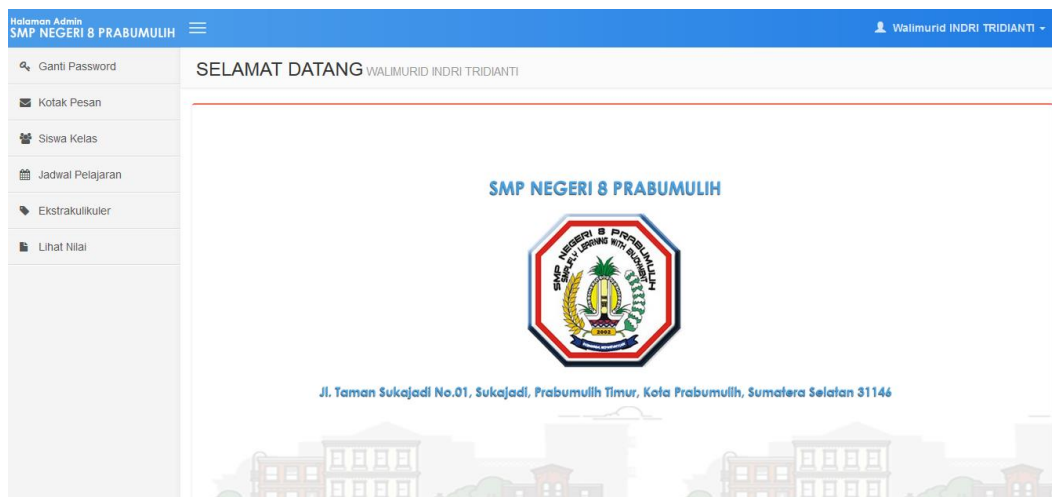 Halaman Admin
SMP NEGERI 8 PRABUMULIH
Walimurid INDRI TRIDIANTI
Ganti Password
Kotak Pesan
Siswa Kelas
Jadwal Pelajaran
Ekstrakulikuler
Lihat Nilai
SELAMAT DATANG WALIMURID INDRI TRIDIANTI
SMP NEGERI 8 PRABUMULIH
SMP NEGERI 8 PRABUMULIH
LEARNING WITH
2002
Jl. Taman Sukajadi No.01, Sukajadi, Prabumulih Timur, Kota Prabumulih, Sumatera Selatan 31146